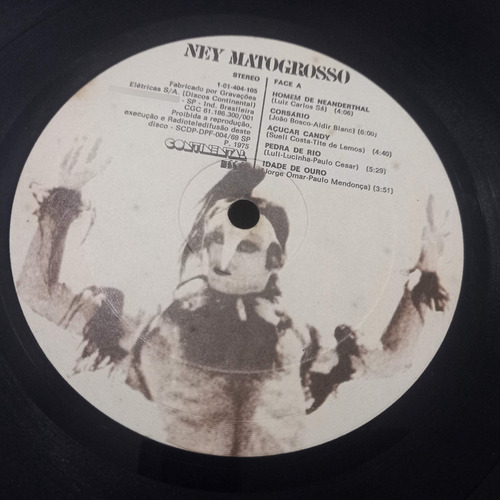 NEY MATOGROSSO
STEREO
1-01-404-105
Fabricado por Gravações
Elétricas S/A. (Discos Continental)
- SP - Ind. Brasileira
CGC 61.186.300/001
Proibida a reprodução,
execução e Radioteledifusão deste
disco - SCDP-DPF-004/69 SP
P. 1975
CONTINENTAL
FACE A
HOMEM DE NEANDERTHAL
(Luiz Carlos Sá) (4:06)
CORSÁRIO
(João Bosco-Aldir Blanc) (6:00)
AÇUCAR CANDY
(Sueli Costa-Tite de Lemos) (4:40)
PEDRA DE RIO
(Luli-Lucinha-Paulo Cesar) (5:29)
IDADE DE OURO
(Jorge Omar-Paulo Mendonça) (3:51)